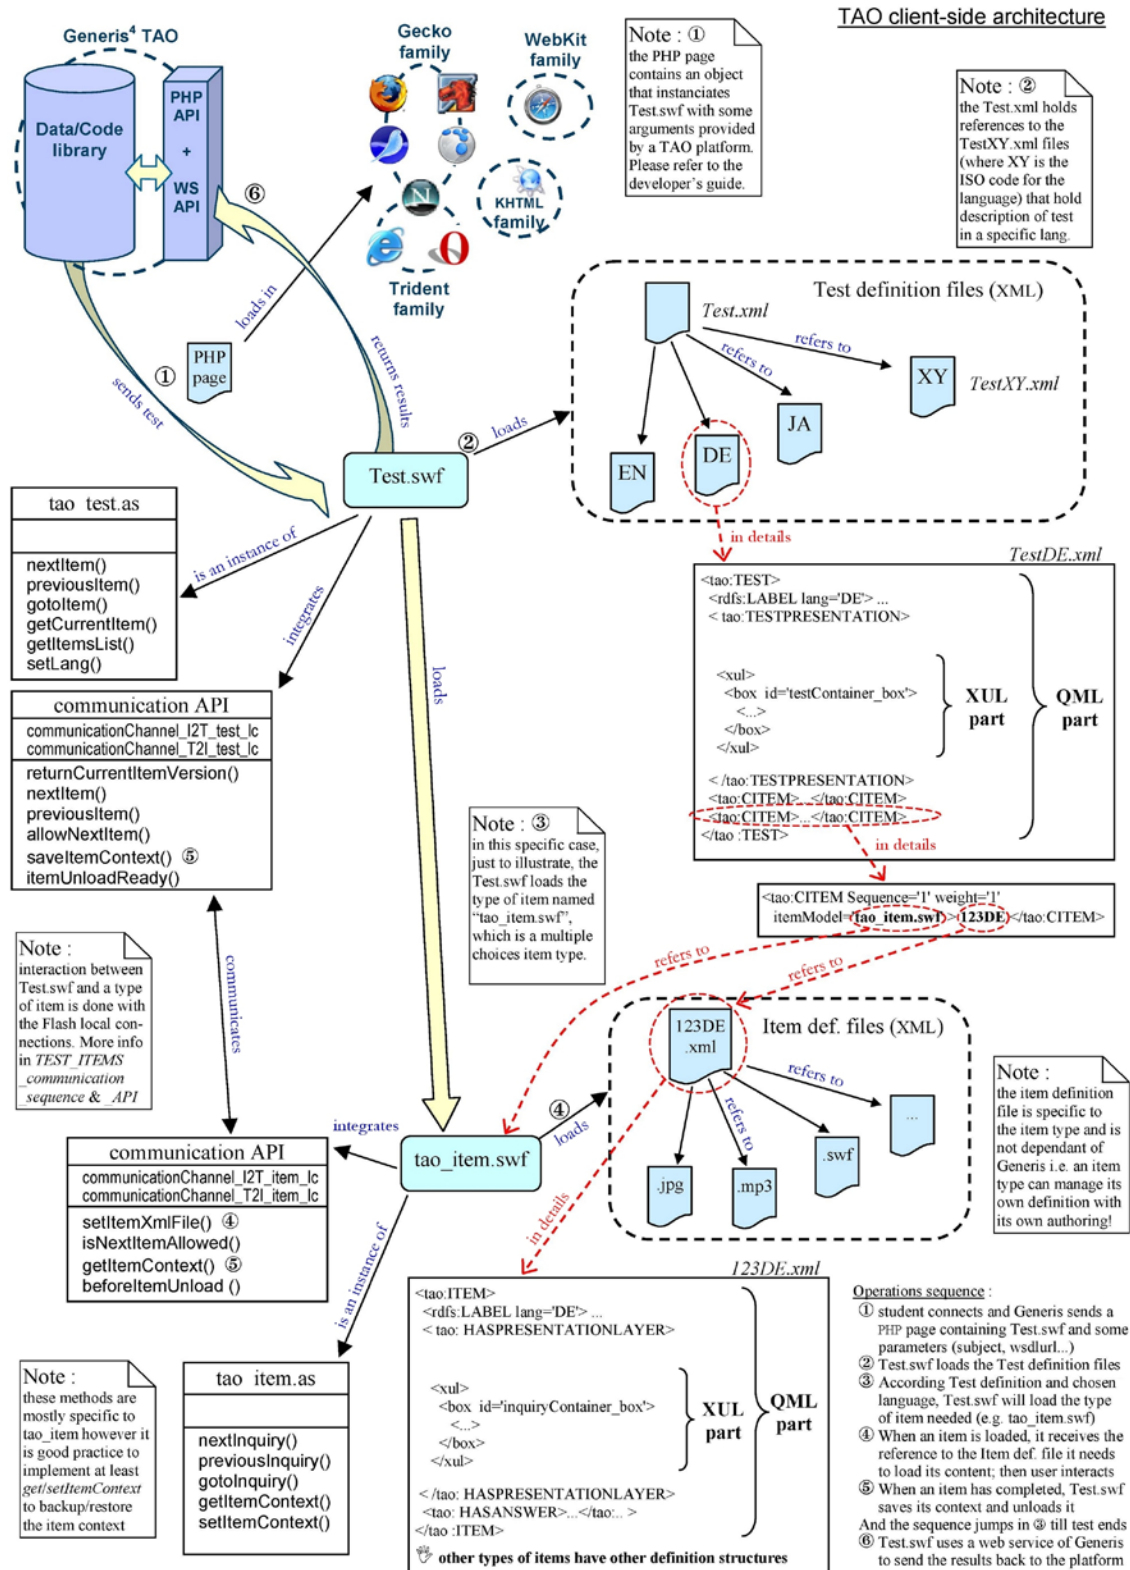 TAO client-side architecture
Generis⁴ TAO
Data/Code
library
PHP
API
+
WS
API
⑥
Gecko
family
WebKit
family
N
KHTML
family
Trident
family
Note : ①
the PHP page
contains an object
that instanciates
Test.swf with some
arguments provided
by a TAO platform.
Please refer to the
developer's guide.
Note : ②
the Test.xml holds
references to the
TestXY.xml files
(where XY is the
ISO code for the
language) that hold
description of test
in a specific lang.
loads in
①
PHP
page
sends test
returns results
②
loads
Test.swf
Test definition files (XML)
Test.xml
refers to
refers to
XY
TestXY.xml
JA
DE
EN
in details
TestDE.xml
<tao:TEST>
<rdfs:LABEL lang='DE'> ...
< tao:TESTPRESENTATION>
<xul>
<box id='testContainer_box'>
<...>
</box>
</xul>
XUL
part
QML
part
</tao:TESTPRESENTATION>
<tao:CITEM>...</tao:CITEM>
<tao:CITEM>...</tao:CITEM>
</tao :TEST>
in details
<tao:CITEM Sequence='1' weight='1'
itemModel='tao_item.swf'>123DE</tao:CITEM>
refers to
refers to
tao test.as
nextItem()
previousItem()
gotoItem()
getCurrentItem()
getItemsList()
setLang()
is an instance of
integrates
loads
communication API
communicationChannel_I2T_test_lc
communicationChannel_T2I_test_lc
returnCurrentItemVersion()
nextItem()
previousItem()
allowNextItem()
saveItemContext() ⑤
itemUnloadReady()
Note : ③
in this specific case,
just to illustrate, the
Test.swf loads the
type of item named
"tao_item.swf",
which is a multiple
choices item type.
Note :
interaction between
Test.swf and a type
of item is done with
the Flash local con-
nections. More info
in TEST_ITEMS
_communication
_sequence & _API
communicates
integrates
④
loads
tao_item.swf
Item def. files (XML)
123DE
.xml
refers to
refers to
...
.swf
.mp3
.jpg
in details
Note :
the item definition
file is specific to
the item type and is
not dependant of
Generis i.e. an item
type can manage its
own definition with
its own authoring!
communication API
communicationChannel_I2T_item_lc
communicationChannel_T2I_item_lc
setItemXmlFile() ④
isNextItemAllowed()
getItemContext() ⑤
beforeItemUnload ()
is an instance of
Note :
these methods are
mostly specific to
tao_item however it
is good practice to
implement at least
get/setItemContext
to backup/restore
the item context
tao item.as
nextInquiry()
previousInquiry()
gotoInquiry()
getItemContext()
setItemContext()
123DE.xml
<tao:ITEM>
<rdfs:LABEL lang='DE'> ...
< tao: HASPRESENTATIONLAYER>
<xul>
<box id='inquiryContainer_box'>
<...>
</box>
</xul>
XUL
part
QML
part
</tao: HASPRESENTATIONLAYER>
<tao: HASANSWER>...</tao:.. >
</tao :ITEM>
other types of items have other definition structures
Operations sequence :
① student connects and Generis sends a
PHP page containing Test.swf and some
parameters (subject, wsdlurl...)
② Test.swf loads the Test definition files
③ According Test definition and chosen
language, Test.swf will load the type
of item needed (e.g. tao_item.swf)
④ When an item is loaded, it receives the
reference to the Item def. file it needs
to load its content; then user interacts
⑤ When an item has completed, Test.swf
saves its context and unloads it
And the sequence jumps in ③ till test ends
⑥ Test.swf uses a web service of Generis
to send the results back to the platform